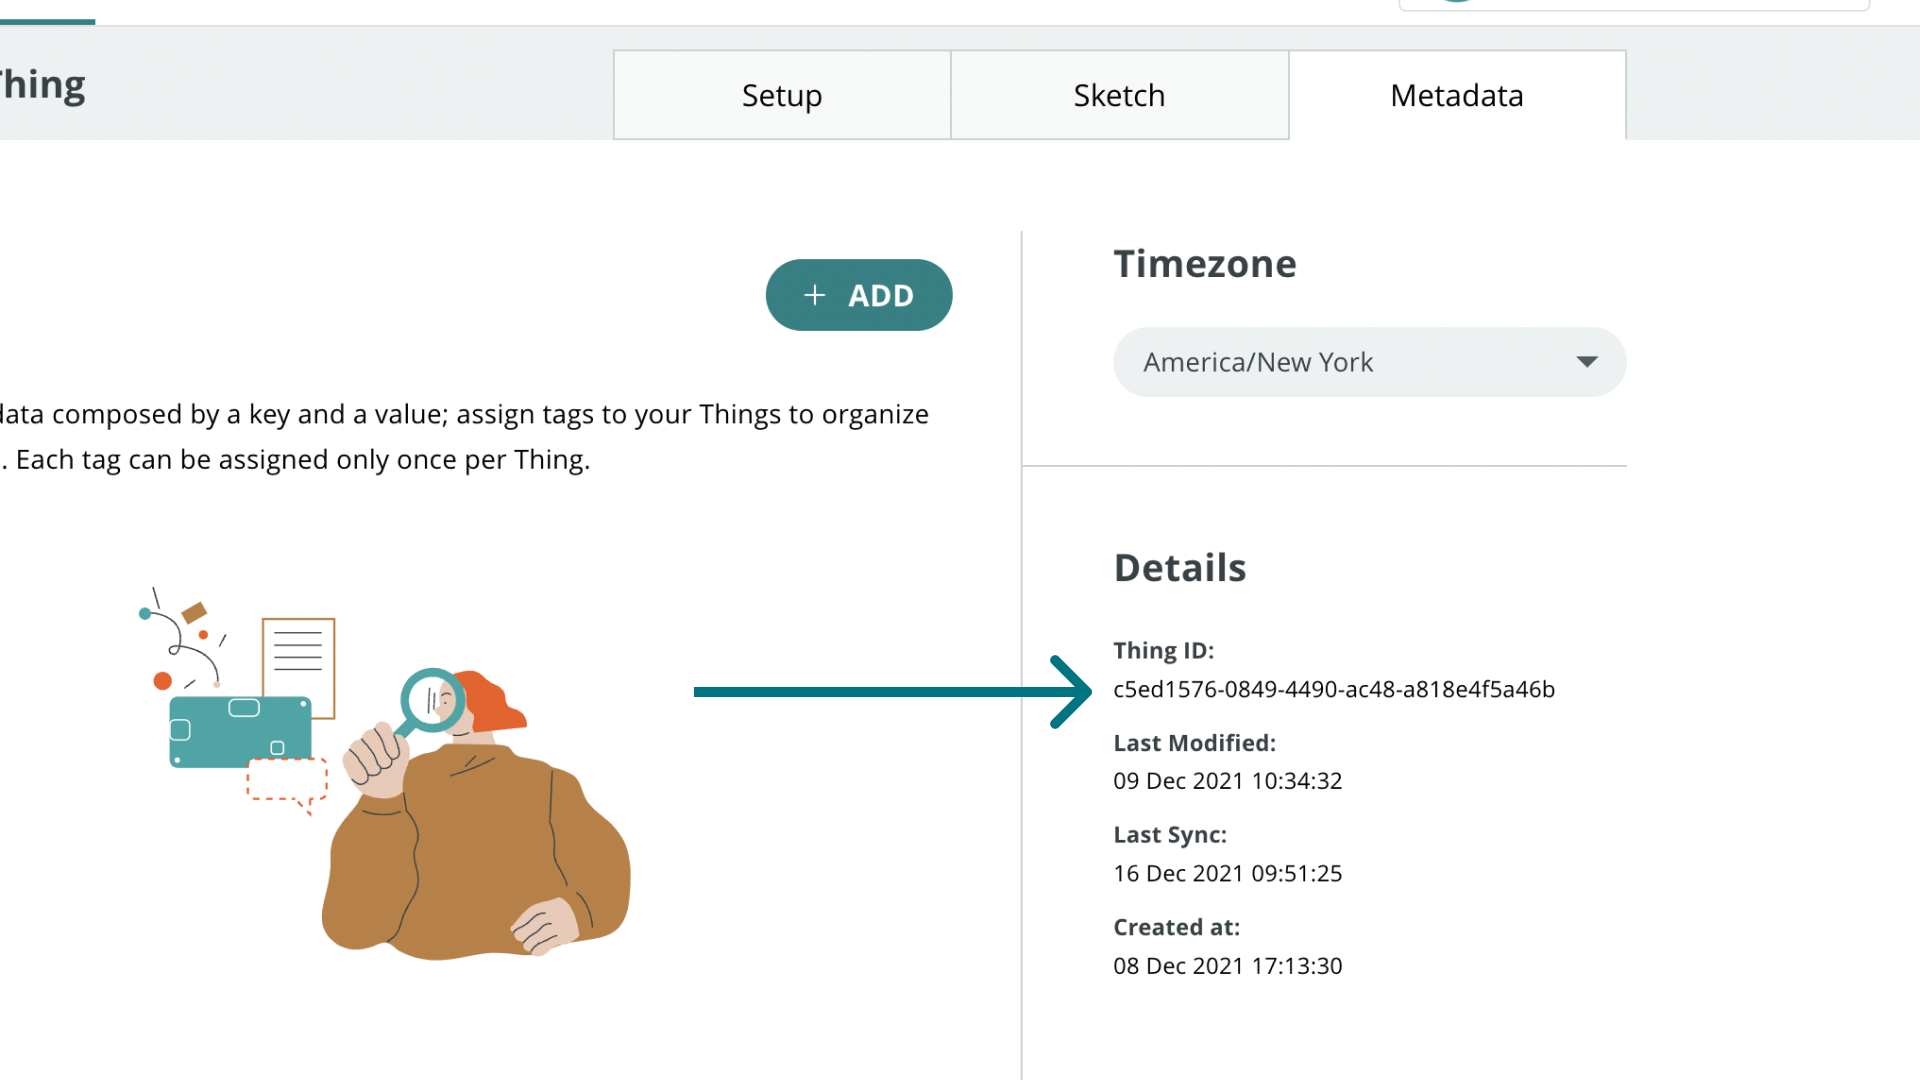 Thing
Setup
Sketch
Metadata
+ ADD
data composed by a key and a value; assign tags to your Things to organize
. Each tag can be assigned only once per Thing.
Timezone
America/New York
Details
Thing ID:
c5ed1576-0849-4490-ac48-a818e4f5a46b
Last Modified:
09 Dec 2021 10:34:32
Last Sync:
16 Dec 2021 09:51:25
Created at:
08 Dec 2021 17:13:30